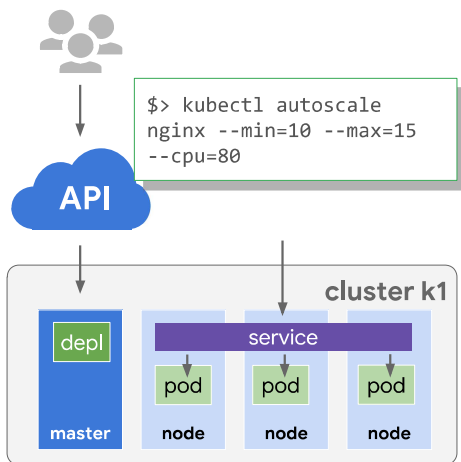 $> kubectl autoscale
nginx --min=10 --max=15
--cpu=80
API
cluster k1
depl
service
pod
pod
pod
master
node
node
node